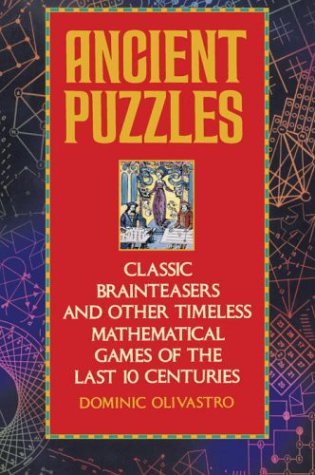 ANCIENT
PUZZLES
CLASSIC
BRAINTEASERS
AND OTHER TIMELESS
MATHEMATICAL
GAMES OF THE
LAST 10 CENTURIES
DOMINIC OLIVASTRO